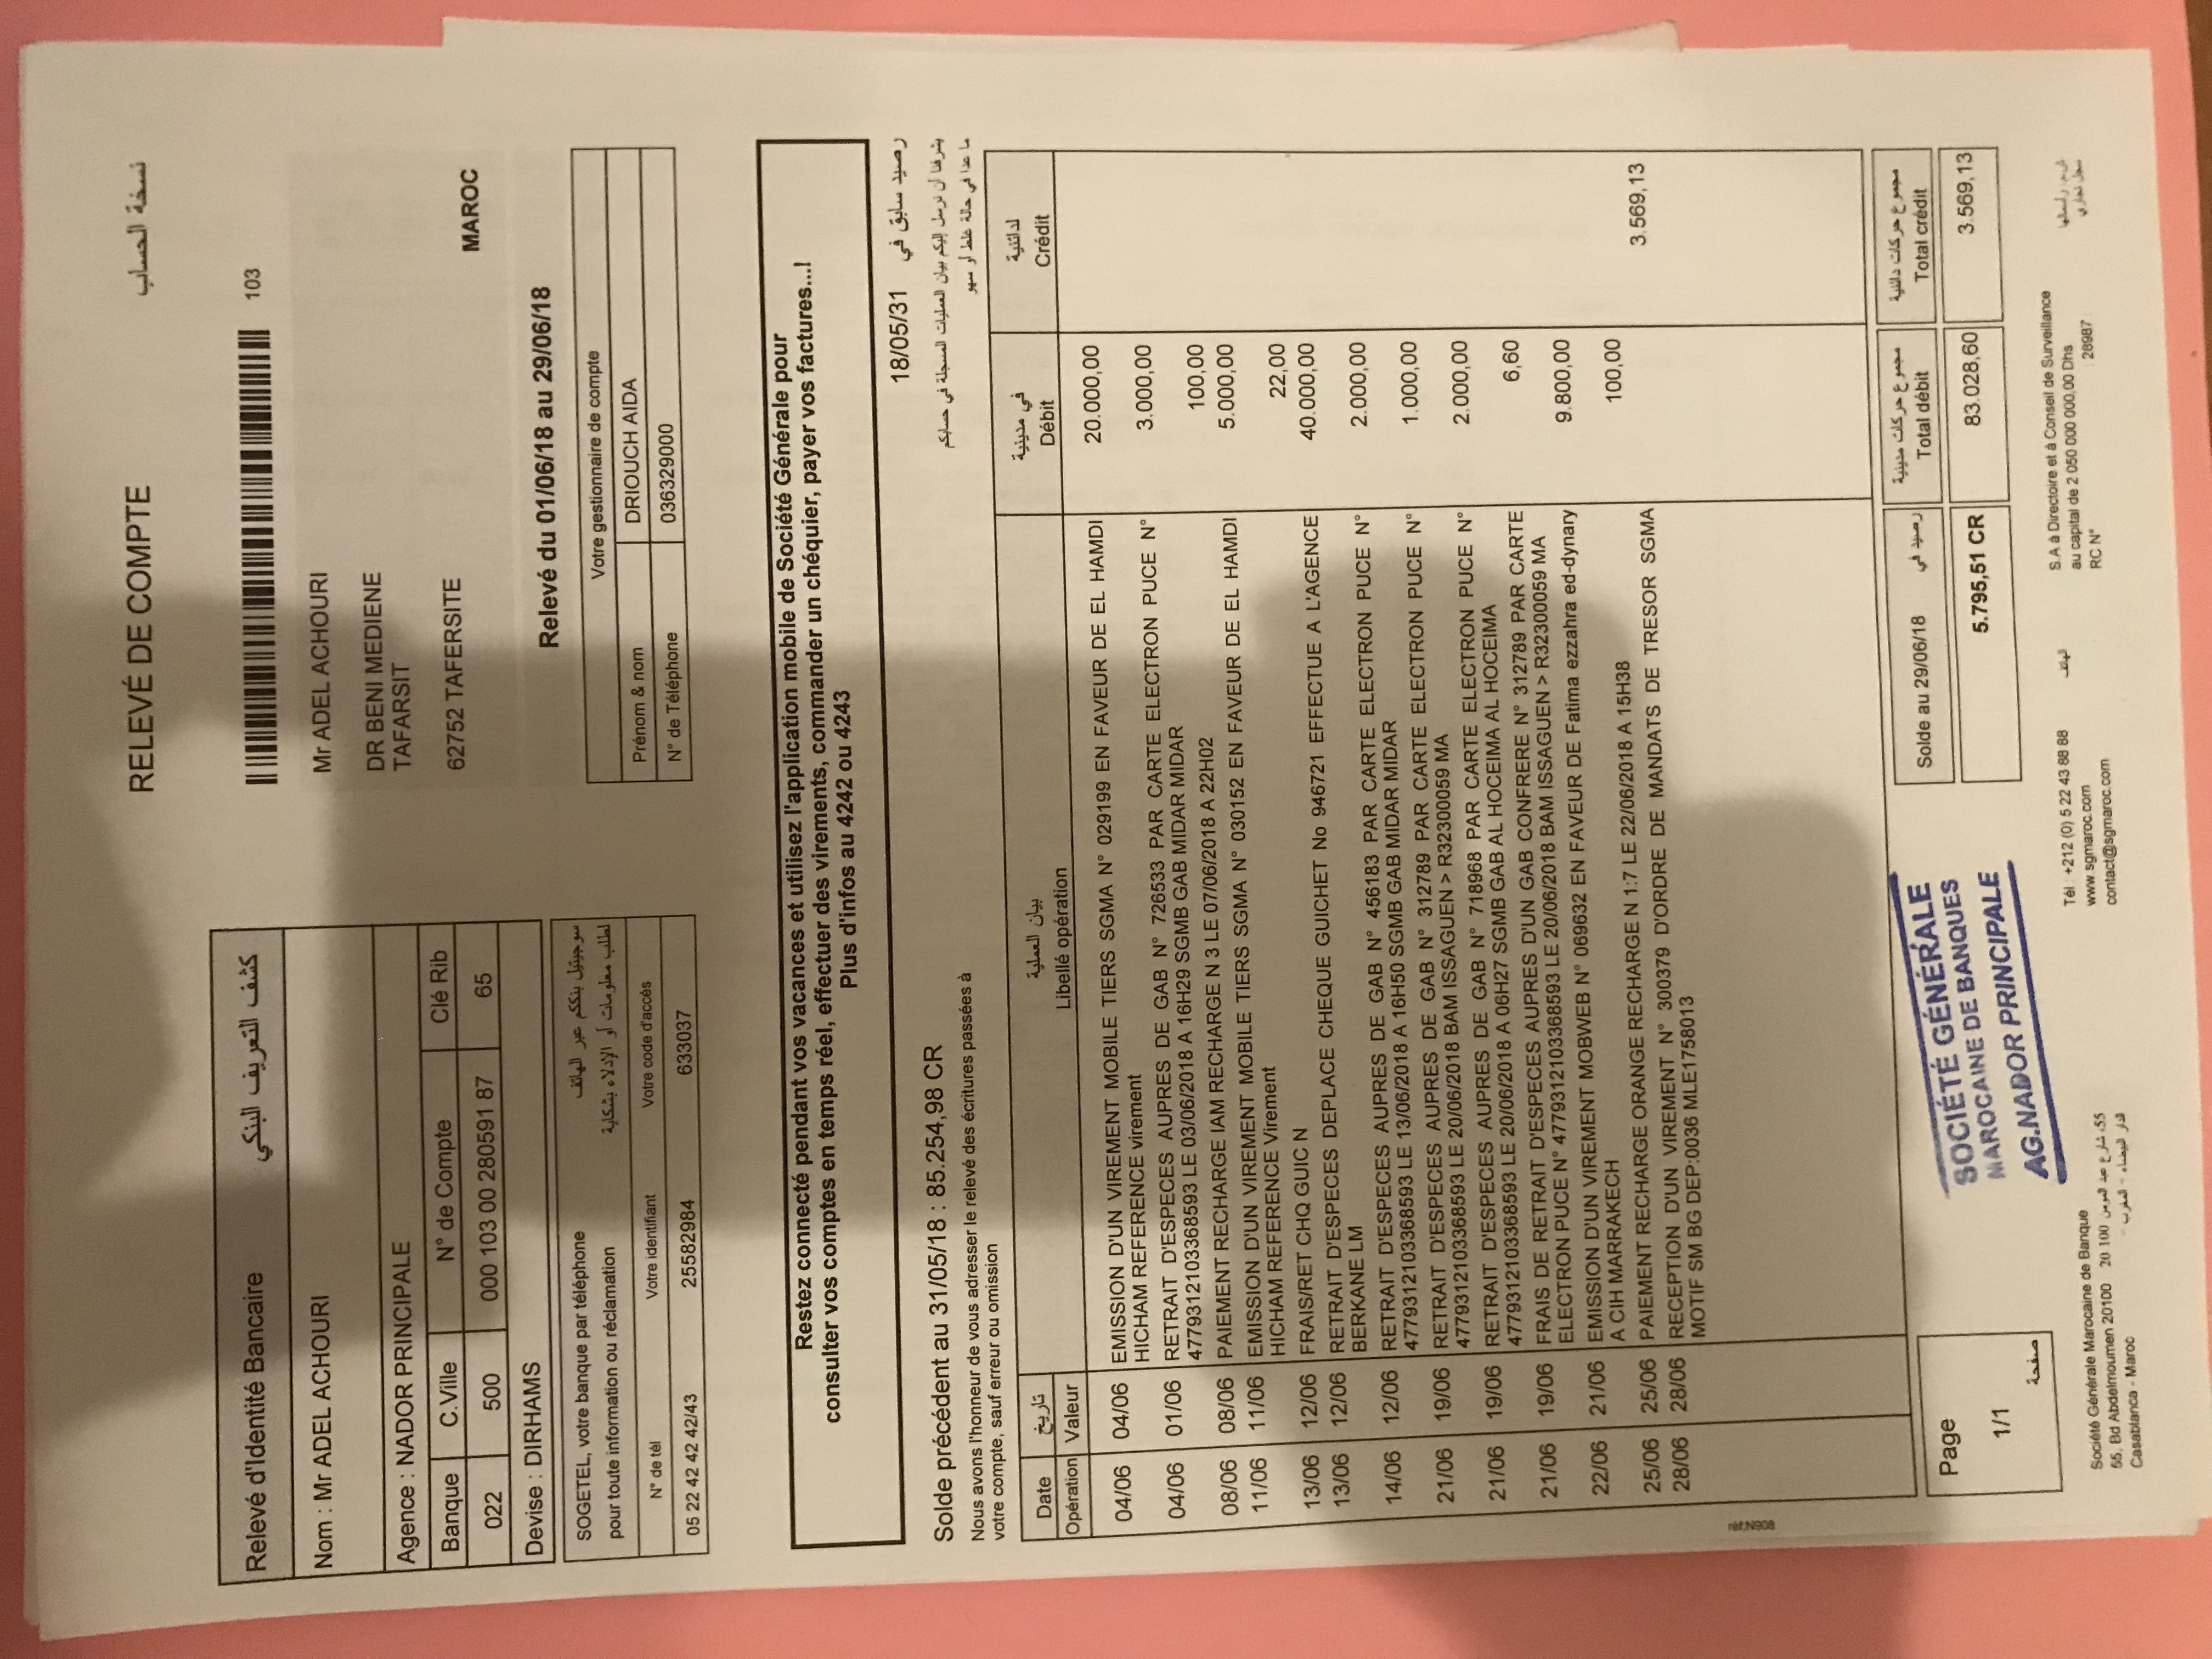 RELEVÉ DE COMPTE نسخة الحساب
Relevé d'Identité Bancaire كشف التعريف البنكي
Nom : Mr ADEL ACHOURI
Agence : NADOR PRINCIPALE
Banque C.Ville N° de Compte Clé Rib
022 500 000 103 00 280591 87 65
Devise : DIRHAMS
103
Mr ADEL ACHOURI
DR BENI MEDIENE
TAFARSIT
62752 TAFERSITE
MAROC
Relevé du 01/06/18 au 29/06/18
SOGETEL, votre banque par téléphone سوجيتيل بنككم عبر الهاتف
pour toute information ou réclamation لطلب معلومات أو الإدلاء بشكاية
N° de tél Votre identifiant Votre code d'accès
05 22 42 42 42/43 25582984 633037
Votre gestionnaire de compte
Prénom & nom DRIOUCH AIDA
N° de Téléphone 036329000
Restez connecté pendant vos vacances et utilisez l'application mobile de Société Générale pour
consulter vos comptes en temps réel, effectuer des virements, commander un chéquier, payer vos factures...!
Plus d'infos au 4242 ou 4243
رصيد سابق في 18/05/31
Solde précédent au 31/05/18 : 85.254,98 CR
يشرفنا أن نرسل إليكم بيان العمليات المسجلة في حسابكم
ما عدا في حالة غلط أو سهو
Nous avons l'honneur de vous adresser le relevé des écritures passées à
votre compte, sauf erreur ou omission
Date تاريخ بيان العملية في مدينية لدائنية
Opération Valeur Libellé opération Débit Crédit
04/06 04/06 EMISSION D'UN VIREMENT MOBILE TIERS SGMA N° 029199 EN FAVEUR DE EL HAMDI 20.000,00
HICHAM REFERENCE virement
04/06 01/06 RETRAIT D'ESPECES AUPRES DE GAB N° 726533 PAR CARTE ELECTRON PUCE N° 3.000,00
4779312103368593 LE 03/06/2018 A 16H29 SGMB GAB MIDAR MIDAR
08/06 08/06 PAIEMENT RECHARGE IAM RECHARGE N 3 LE 07/06/2018 A 22H02 100,00
11/06 11/06 EMISSION D'UN VIREMENT MOBILE TIERS SGMA N° 030152 EN FAVEUR DE EL HAMDI 5.000,00
HICHAM REFERENCE Virement
13/06 12/06 FRAIS/RET CHQ GUIC N 22,00
13/06 12/06 RETRAIT D'ESPECES DEPLACE CHEQUE GUICHET No 946721 EFFECTUE A L'AGENCE 40.000,00
BERKANE LM
14/06 12/06 RETRAIT D'ESPECES AUPRES DE GAB N° 456183 PAR CARTE ELECTRON PUCE N° 2.000,00
4779312103368593 LE 13/06/2018 A 16H50 SGMB GAB MIDAR MIDAR
21/06 19/06 RETRAIT D'ESPECES AUPRES DE GAB N° 312789 PAR CARTE ELECTRON PUCE N° 1.000,00
4779312103368593 LE 20/06/2018 BAM ISSAGUEN > R32300059 MA
21/06 19/06 RETRAIT D'ESPECES AUPRES DE GAB N° 718968 PAR CARTE ELECTRON PUCE N° 2.000,00
4779312103368593 LE 20/06/2018 A 06H27 SGMB GAB AL HOCEIMA AL HOCEIMA
21/06 19/06 FRAIS DE RETRAIT D'ESPECES AUPRES D'UN GAB CONFRERE N° 312789 PAR CARTE 6,60
ELECTRON PUCE N° 4779312103368593 LE 20/06/2018 BAM ISSAGUEN > R32300059 MA
22/06 21/06 EMISSION D'UN VIREMENT MOBWEB N° 069632 EN FAVEUR DE Fatima ezzahra ed-dynary 9.800,00
A CIH MARRAKECH
25/06 25/06 PAIEMENT RECHARGE ORANGE RECHARGE N 1:7 LE 22/06/2018 A 15H38 100,00
28/06 28/06 RECEPTION D'UN VIREMENT N° 300379 D'ORDRE DE MANDATS DE TRESOR SGMA 3.569,13
MOTIF SM BG DEP:0036 MLE1758013
réf.N908
Page
1/1
صفحة
SOCIÉTÉ GÉNÉRALE
MAROCAINE DE BANQUES
AG.NADOR PRINCIPALE
مجموع حركات مدينية مجموع حركات دائنية
Solde au 29/06/18 رصيد في Total débit Total crédit
5.795,51 CR 83.028,60 3.569,13
Société Générale Marocaine de Banque
55, Bd Abdelmoumen 20100 55، شارع عبد المومن 100 20
Casablanca - Maroc الدار البيضاء - المغرب -
Tél : +212 (0) 5 22 43 88 88 الهاتف
www.sgmaroc.com
contact@sgmaroc.com
S.A à Directoire et à Conseil de Surveillance
au capital de 2 050 000 000,00 Dhs ش.م. رأسمالها
RC N° 28987 سجل تجاري